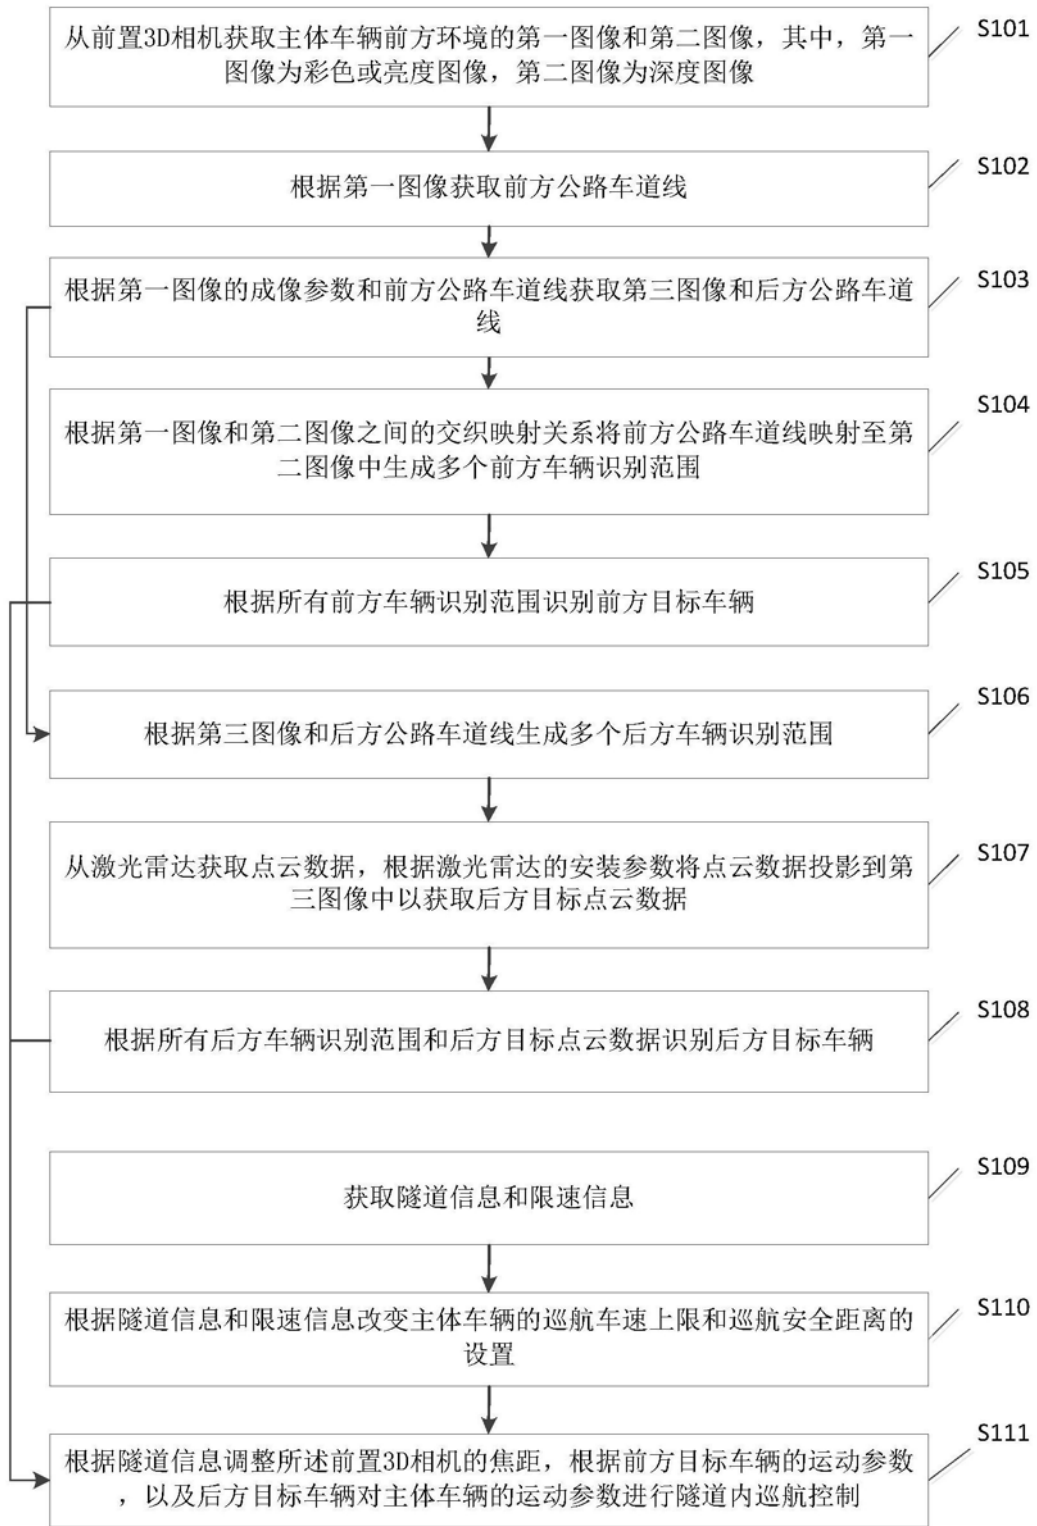 从前置3D相机获取主体车辆前方环境的第一图像和第二图像，其中，第一
图像为彩色或亮度图像，第二图像为深度图像
S101
根据第一图像获取前方公路车道线
S102
根据第一图像的成像参数和前方公路车道线获取第三图像和后方公路车道
线
S103
根据第一图像和第二图像之间的交织映射关系将前方公路车道线映射至第
二图像中生成多个前方车辆识别范围
S104
根据所有前方车辆识别范围识别前方目标车辆
S105
根据第三图像和后方公路车道线生成多个后方车辆识别范围
S106
从激光雷达获取点云数据，根据激光雷达的安装参数将点云数据投影到第
三图像中以获取后方目标点云数据
S107
根据所有后方车辆识别范围和后方目标点云数据识别后方目标车辆
S108
获取隧道信息和限速信息
S109
根据隧道信息和限速信息改变主体车辆的巡航车速上限和巡航安全距离的
设置
S110
根据隧道信息调整所述前置3D相机的焦距，根据前方目标车辆的运动参数
，以及后方目标车辆对主体车辆的运动参数进行隧道内巡航控制
S111